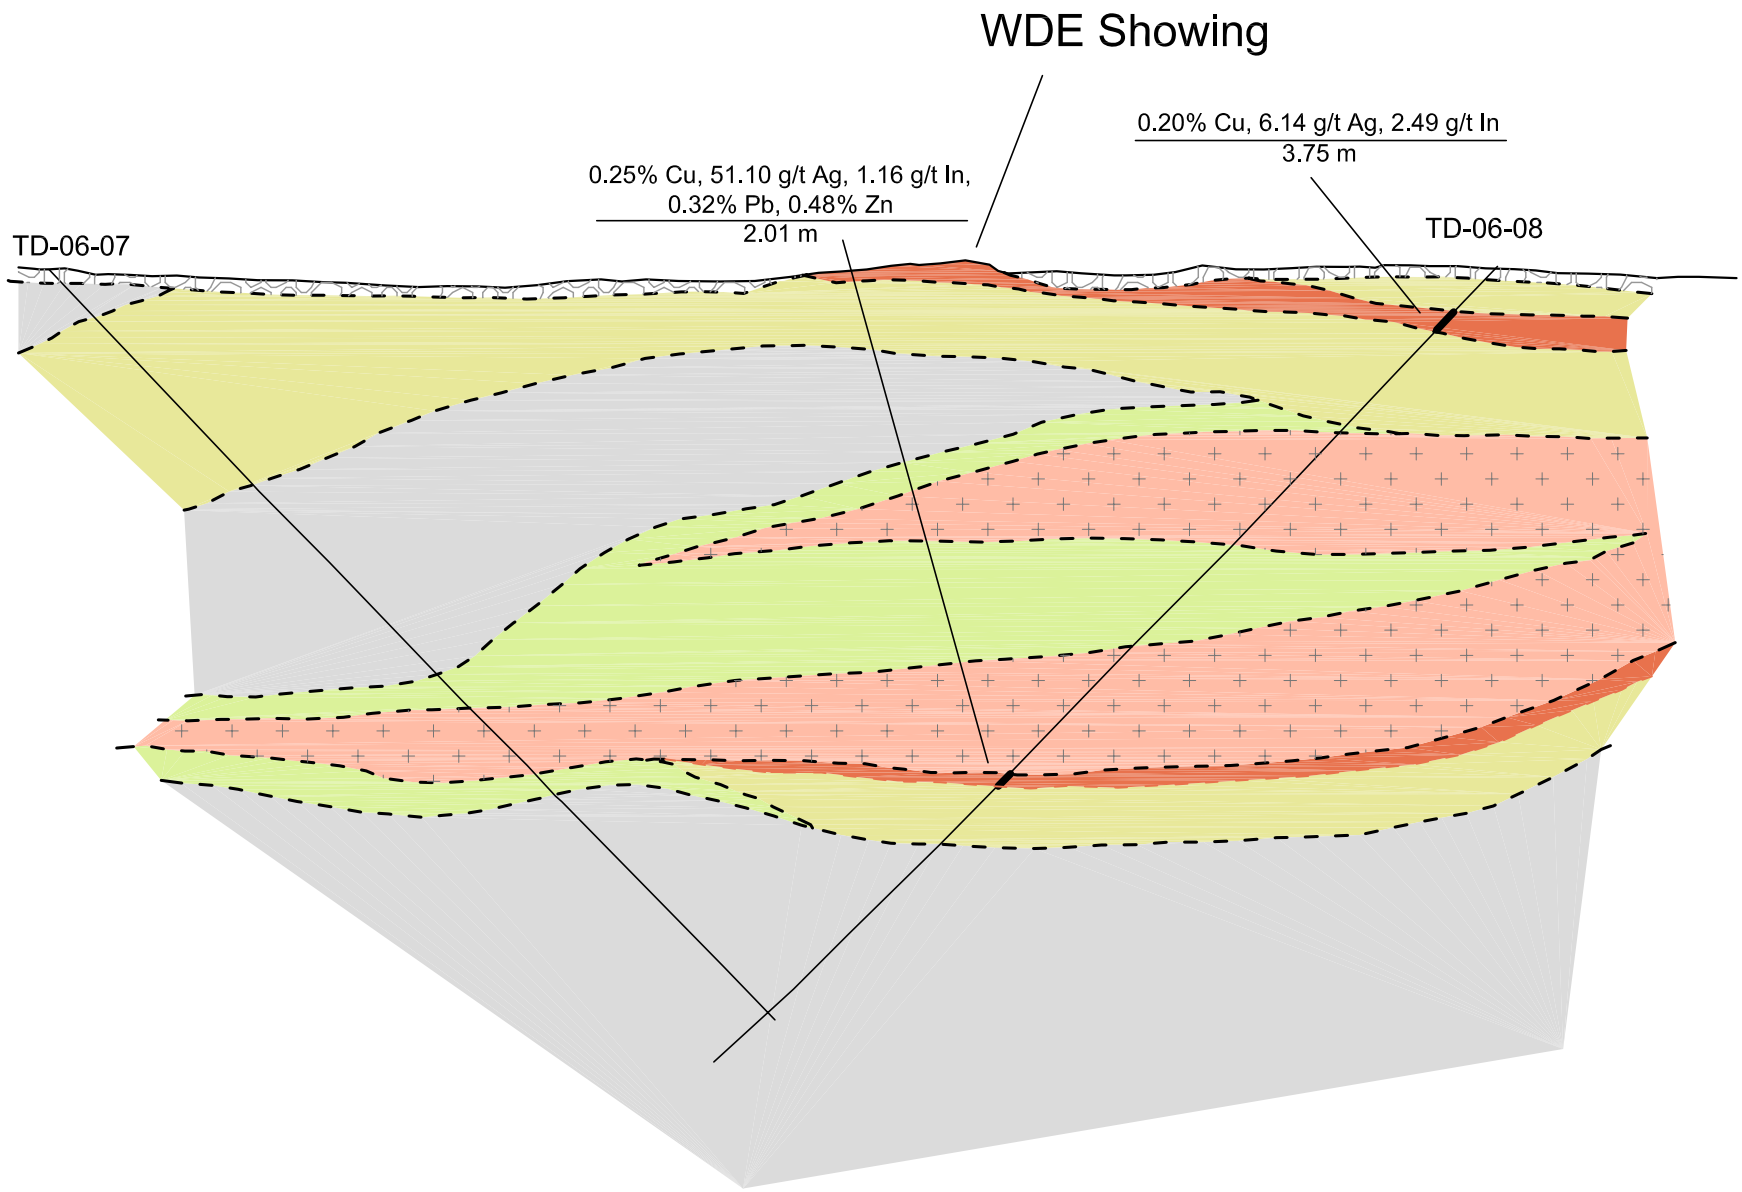 WDE Showing
0.20% Cu, 6.14 g/t Ag, 2.49 g/t In
3.75 m
0.25% Cu, 51.10 g/t Ag, 1.16 g/t In,
0.32% Pb, 0.48% Zn
2.01 m
TD-06-07
TD-06-08